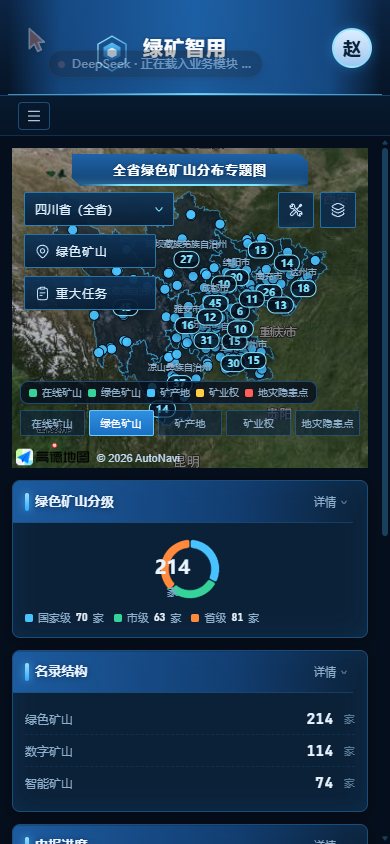 绿矿智用
赵
DeepSeek · 正在载入业务模块 ...
全省绿色矿山分布专题图
四川省（全省）
绿色矿山
重大任务
27
13
14
18
26
45
11
13
12
6
16
10
重庆市
31
15
30
15
14
在线矿山 绿色矿山 矿产地 矿业权 地灾隐患点
在线矿山 绿色矿山 矿产地 矿业权 地灾隐患点
高德地图 © 2026 AutoNavi
昆明
绿色矿山分级 详情
214
家
国家级 70 家 市级 63 家 省级 81 家
名录结构 详情
绿色矿山 214 家
数字矿山 114 家
智能矿山 74 家